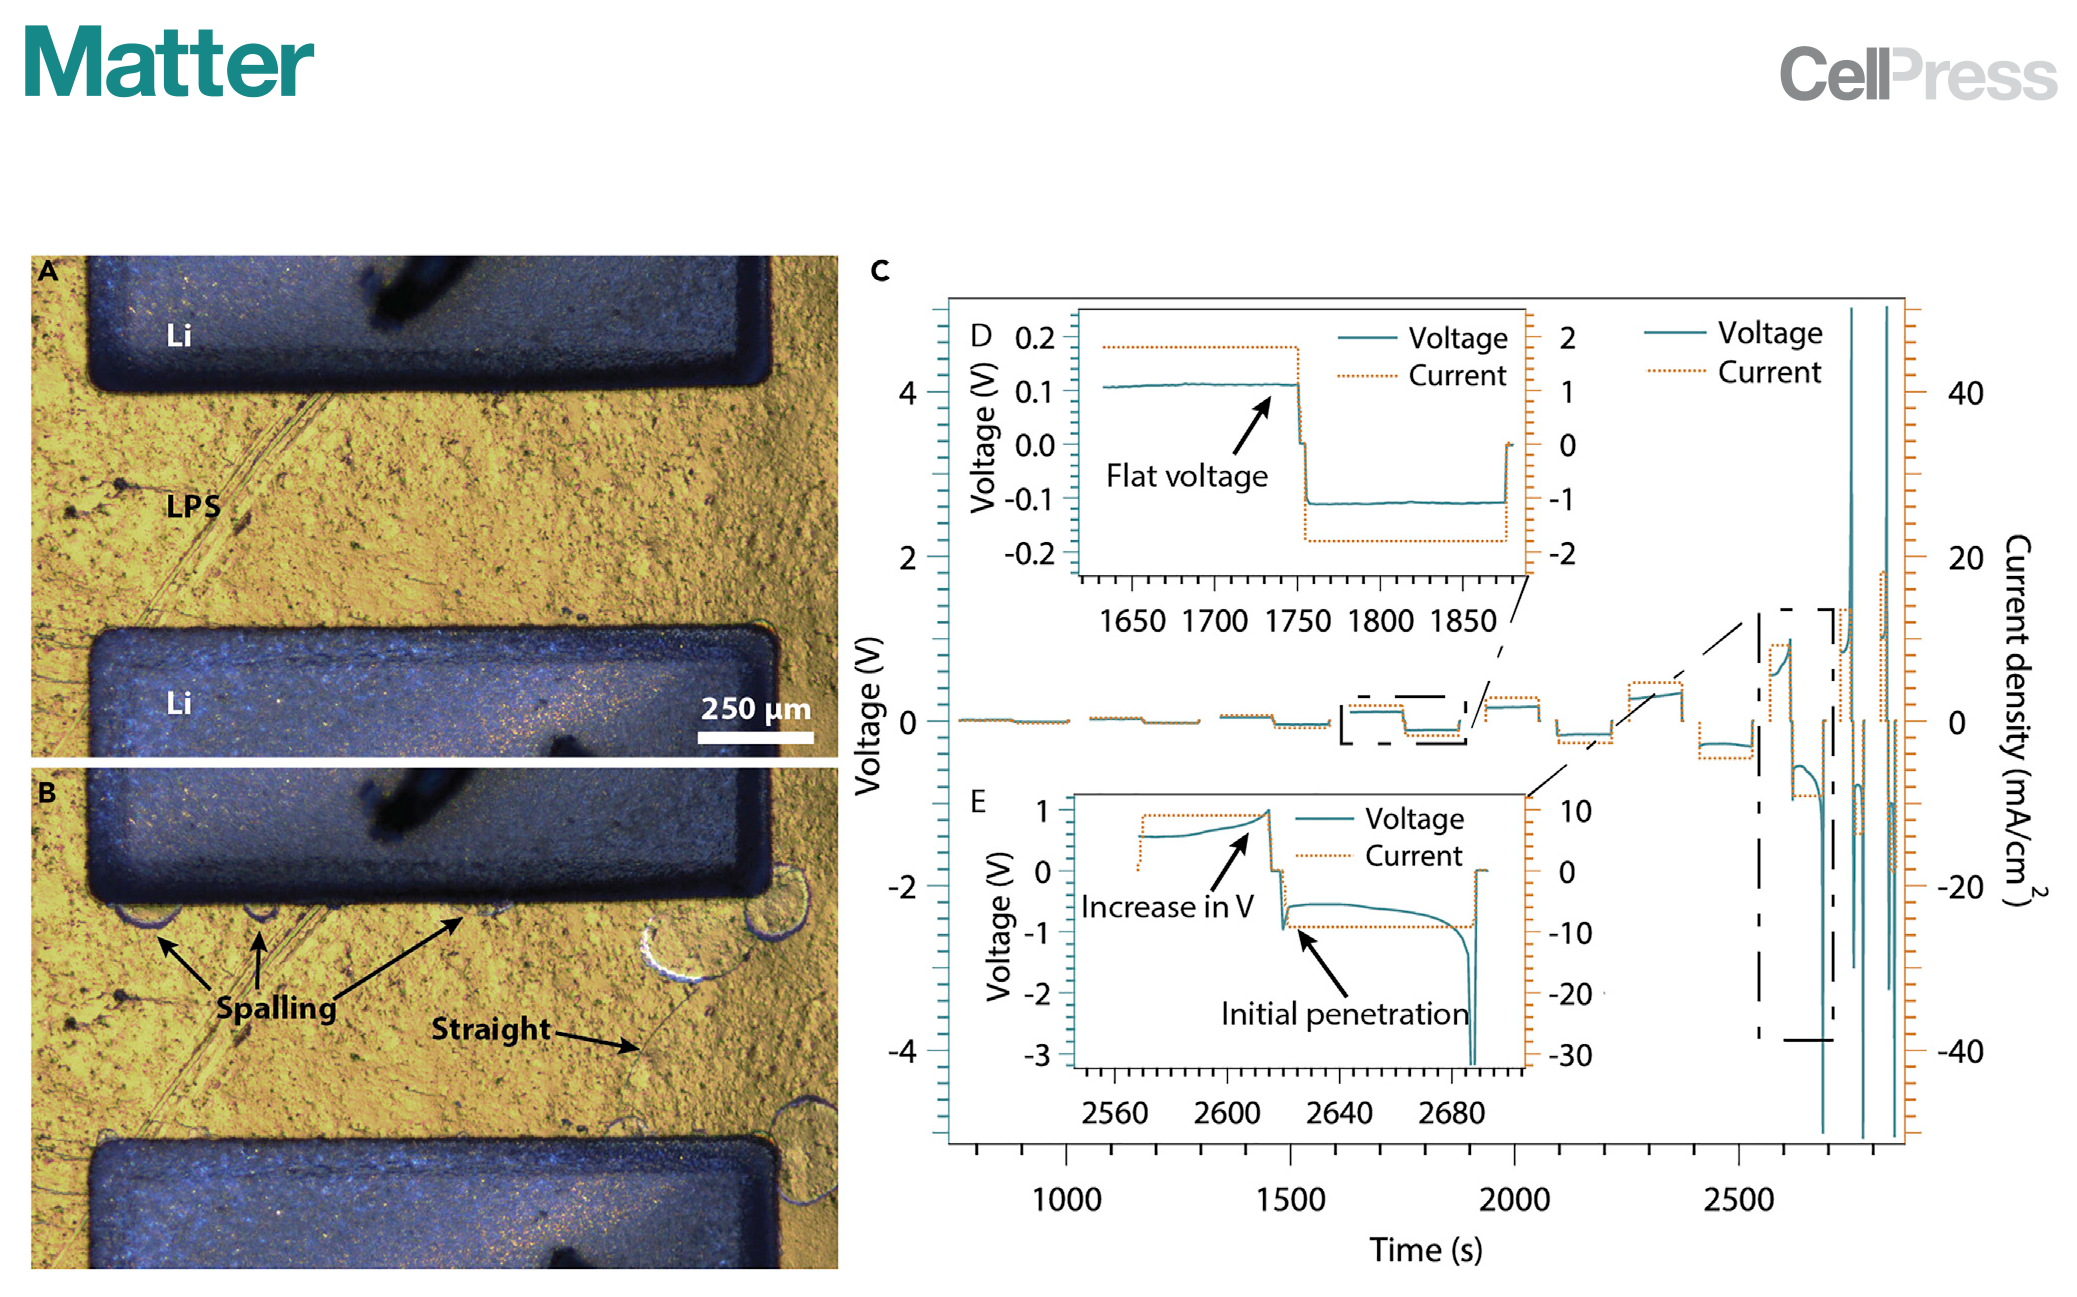 Matter
CellPress
A
Li
LPS
Li
250 µm
B
Spalling
Straight
C
Voltage (V)
4
2
0
-2
-4
Voltage
Current
40
20
0
-20
-40
Current density (mA/cm²)
1000 1500 2000 2500
Time (s)
D
Voltage (V)
0.2
0.1
0.0
-0.1
-0.2
Voltage
Current
Flat voltage
2
1
0
-1
-2
1650 1700 1750 1800 1850
E
Voltage (V)
1
0
-1
-2
-3
Voltage
Current
Increase in V
Initial penetration
10
0
-10
-20
-30
2560 2600 2640 2680